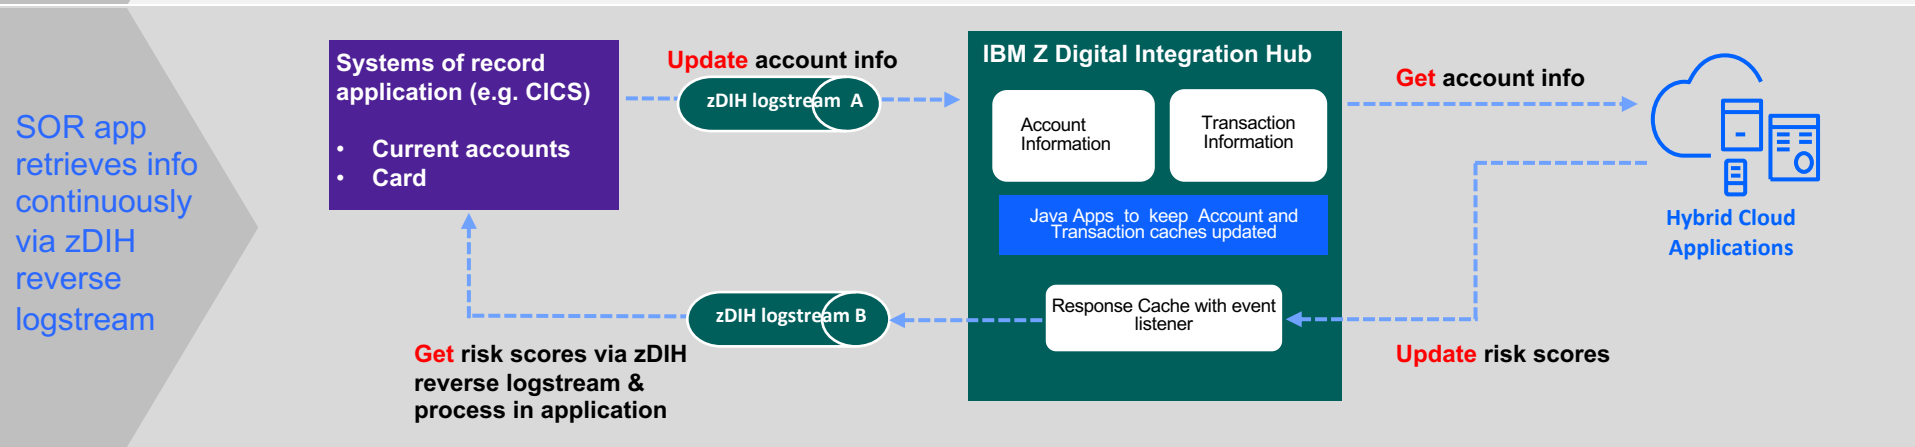 SOR app
retrieves info
continuously
via zDIH
reverse
logstream
Systems of record
application (e.g. CICS)
• Current accounts
• Card
Update account info
zDIH logstream A
IBM Z Digital Integration Hub
Account
Information
Transaction
Information
Java Apps to keep Account and
Transaction caches updated
Response Cache with event
listener
Get account info
Hybrid Cloud
Applications
zDIH logstream B
Get risk scores via zDIH
reverse logstream &
process in application
Update risk scores